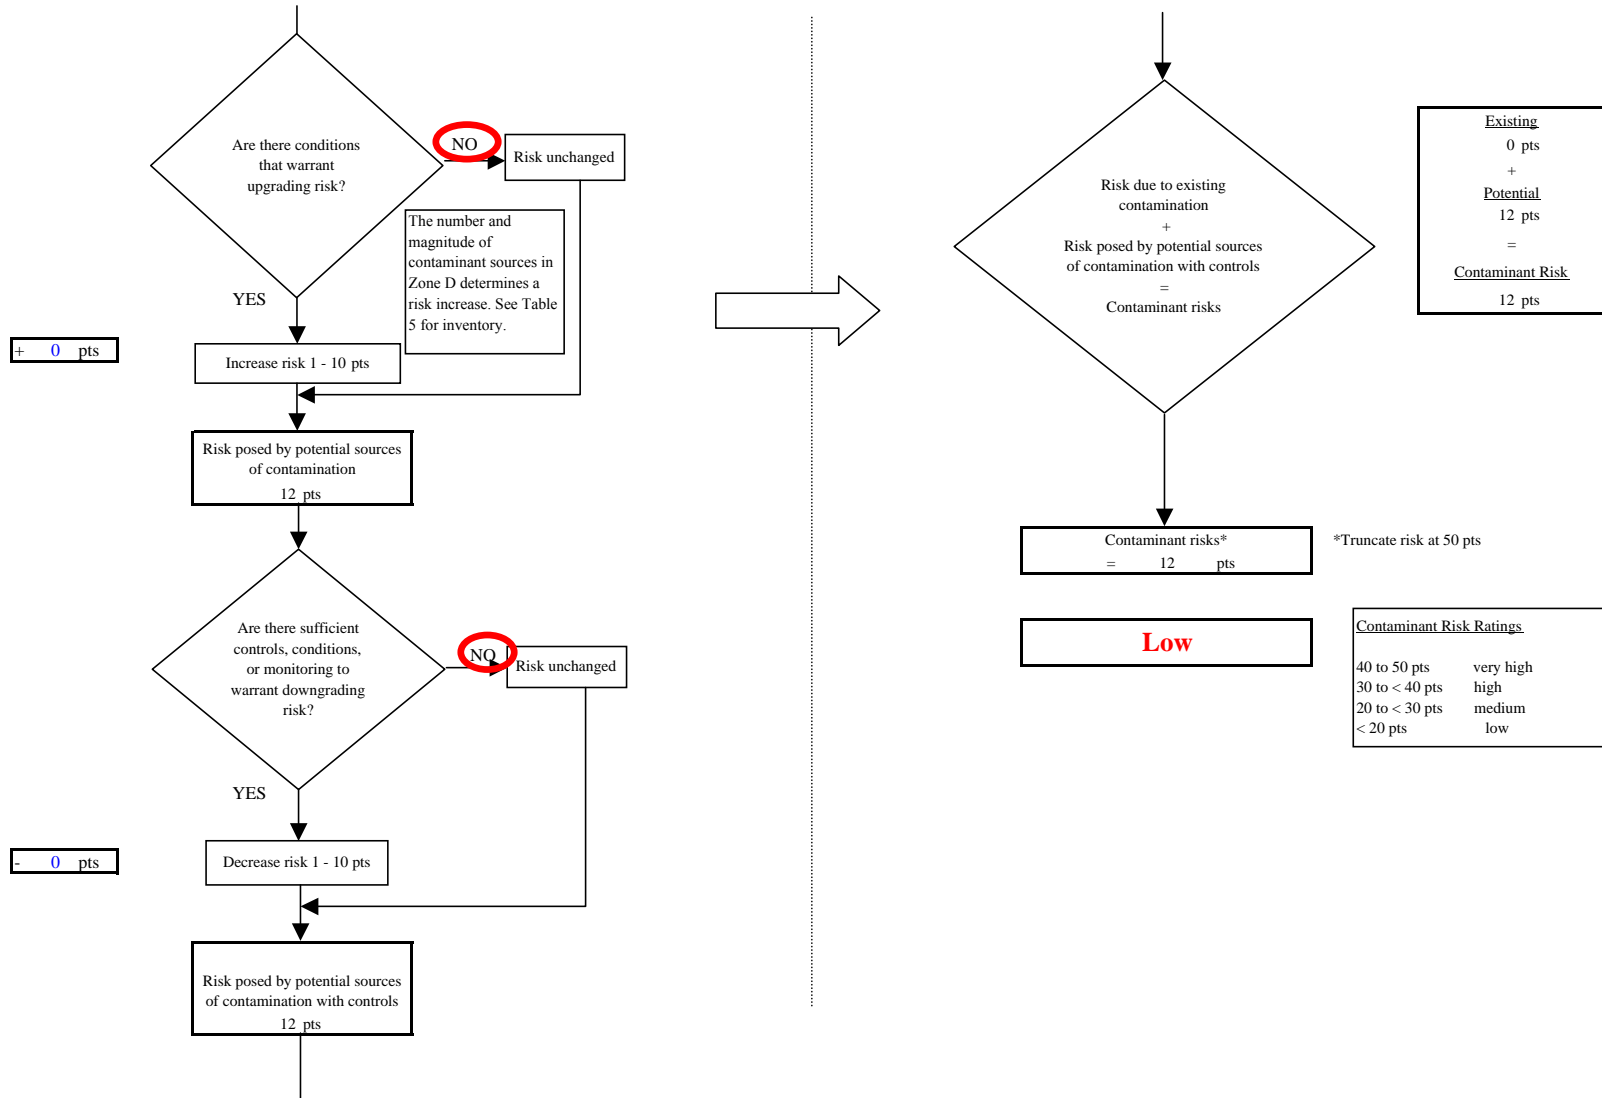 Are there conditions
that warrant
upgrading risk?
NO
Risk unchanged
The number and
magnitude of
contaminant sources in
Zone D determines a
risk increase. See Table
5 for inventory.
YES
+ 0 pts
Increase risk 1 - 10 pts
Risk posed by potential sources
of contamination
12 pts
Are there sufficient
controls, conditions,
or monitoring to
warrant downgrading
risk?
NO
Risk unchanged
YES
- 0 pts
Decrease risk 1 - 10 pts
Risk posed by potential sources
of contamination with controls
12 pts
Risk due to existing
contamination
+
Risk posed by potential sources
of contamination with controls
=
Contaminant risks
Existing
0 pts
+
Potential
12 pts
=
Contaminant Risk
12 pts
Contaminant risks*
= 12 pts
*Truncate risk at 50 pts
Low
Contaminant Risk Ratings
40 to 50 pts very high
30 to < 40 pts high
20 to < 30 pts medium
< 20 pts low